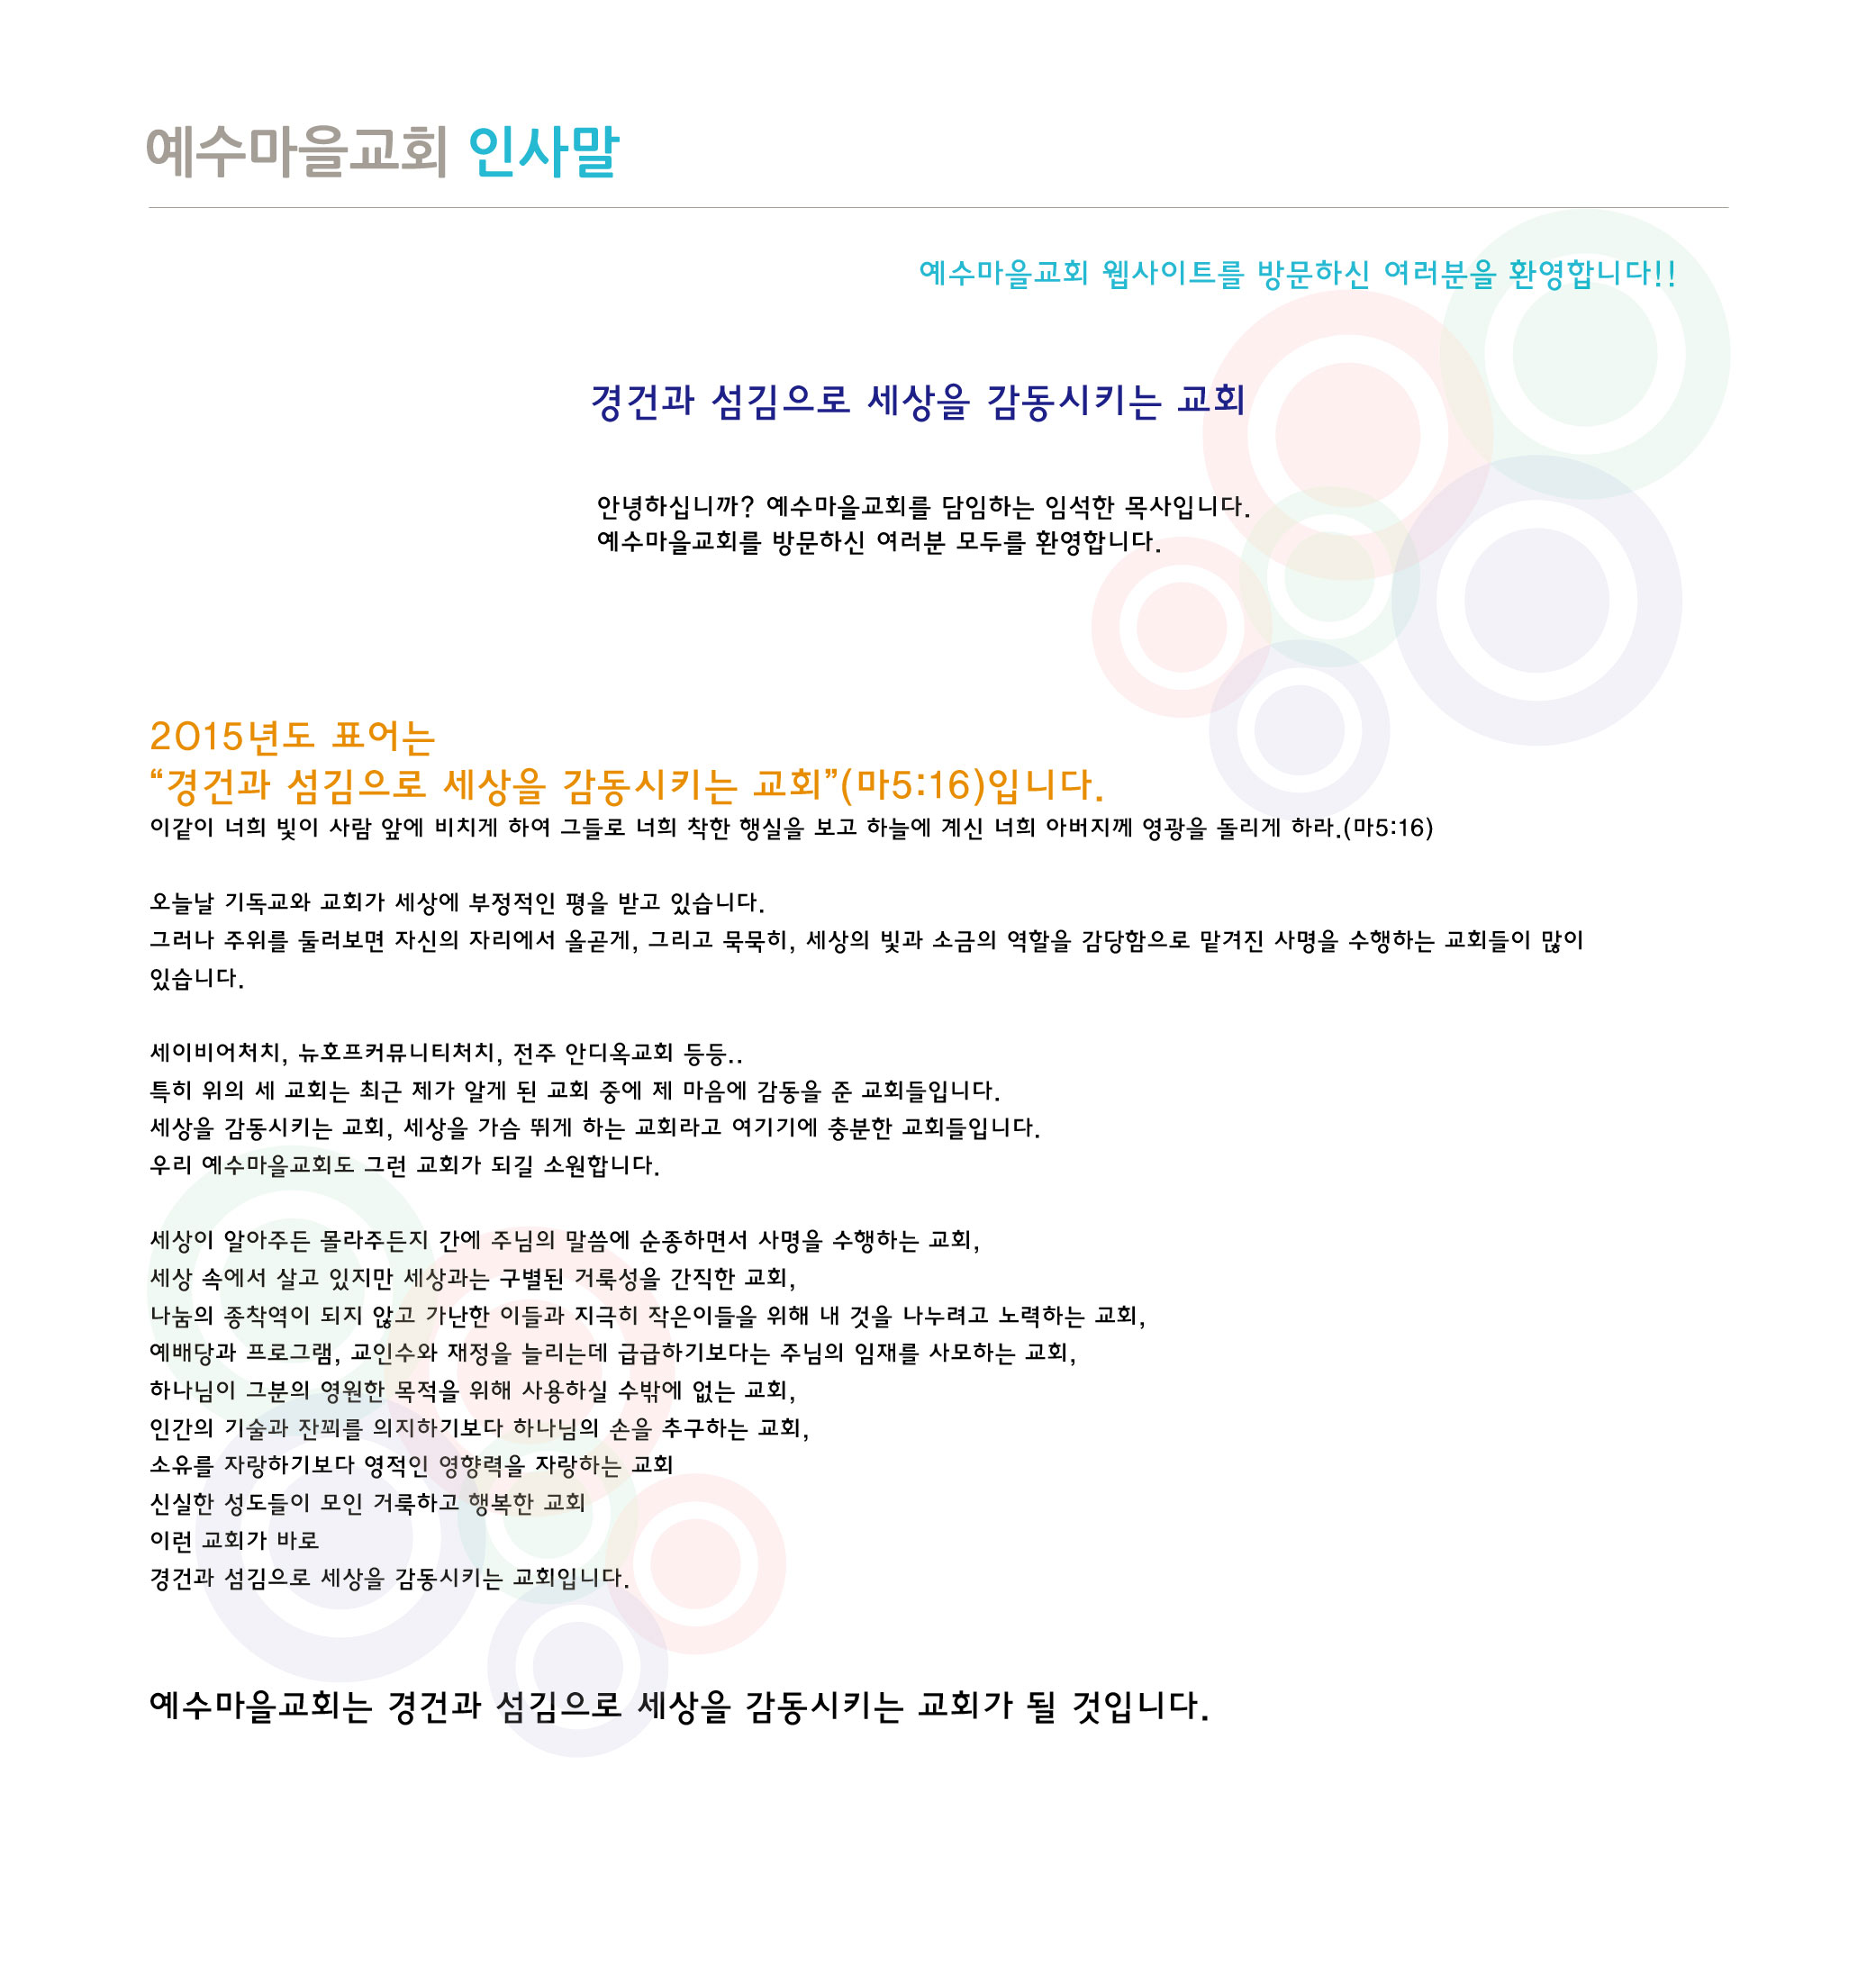 예수마을교회 인사말
예수마을교회 웹사이트를 방문하신 여러분을 환영합니다!!
경건과 섬김으로 세상을 감동시키는 교회
안녕하십니까? 예수마을교회를 담임하는 임석한 목사입니다.
예수마을교회를 방문하신 여러분 모두를 환영합니다.
2015년도 표어는
“경건과 섬김으로 세상을 감동시키는 교회”(마5:16)입니다.
이같이 너희 빛이 사람 앞에 비치게 하여 그들로 너희 착한 행실을 보고 하늘에 계신 너희 아버지께 영광을 돌리게 하라.(마5:16)
오늘날 기독교와 교회가 세상에 부정적인 평을 받고 있습니다.
그러나 주위를 둘러보면 자신의 자리에서 올곧게, 그리고 묵묵히, 세상의 빛과 소금의 역할을 감당함으로 맡겨진 사명을 수행하는 교회들이 많이
있습니다.
세이비어처치, 뉴호프커뮤니티처치, 전주 안디옥교회 등등..
특히 위의 세 교회는 최근 제가 알게 된 교회 중에 제 마음에 감동을 준 교회들입니다.
세상을 감동시키는 교회, 세상을 가슴 뛰게 하는 교회라고 여기기에 충분한 교회들입니다.
우리 예수마을교회도 그런 교회가 되길 소원합니다.
세상이 알아주든 몰라주든지 간에 주님의 말씀에 순종하면서 사명을 수행하는 교회,
세상 속에서 살고 있지만 세상과는 구별된 거룩성을 간직한 교회,
나눔의 종착역이 되지 않고 가난한 이들과 지극히 작은이들을 위해 내 것을 나누려고 노력하는 교회,
예배당과 프로그램, 교인수와 재정을 늘리는데 급급하기보다는 주님의 임재를 사모하는 교회,
하나님이 그분의 영원한 목적을 위해 사용하실 수밖에 없는 교회,
인간의 기술과 잔꾀를 의지하기보다 하나님의 손을 추구하는 교회,
소유를 자랑하기보다 영적인 영향력을 자랑하는 교회
신실한 성도들이 모인 거룩하고 행복한 교회
이런 교회가 바로
경건과 섬김으로 세상을 감동시키는 교회입니다.
예수마을교회는 경건과 섬김으로 세상을 감동시키는 교회가 될 것입니다.